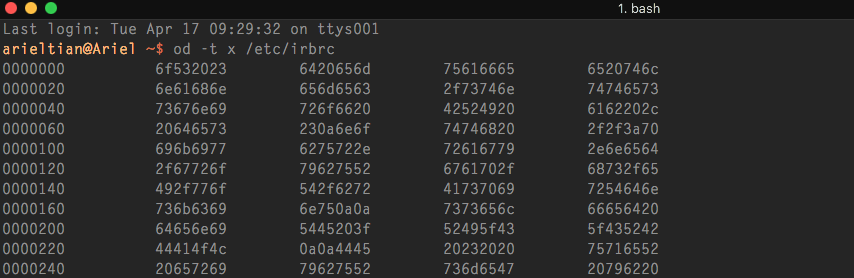 1. bash
Last login: Tue Apr 17 09:29:32 on ttys001
arieltian@Ariel ~$ od -t x /etc/irbrc
0000000 6f532023 6420656d 75616665 6520746c
0000020 6e61686e 656d6563 2f73746e 74746573
0000040 73676e69 726f6620 42524920 6162202c
0000060 20646573 230a6e6f 74746820 2f2f3a70
0000100 696b6977 6275722e 72616779 2e6e6564
0000120 2f67726f 79627552 6761702f 68732f65
0000140 492f776f 542f6272 41737069 7254646e
0000160 736b6369 6e750a0a 7373656c 66656420
0000200 64656e69 5445203f 52495f43 5f435242
0000220 44414f4c 0a0a4445 20232020 75716552
0000240 20657269 79627552 736d6547 20796220